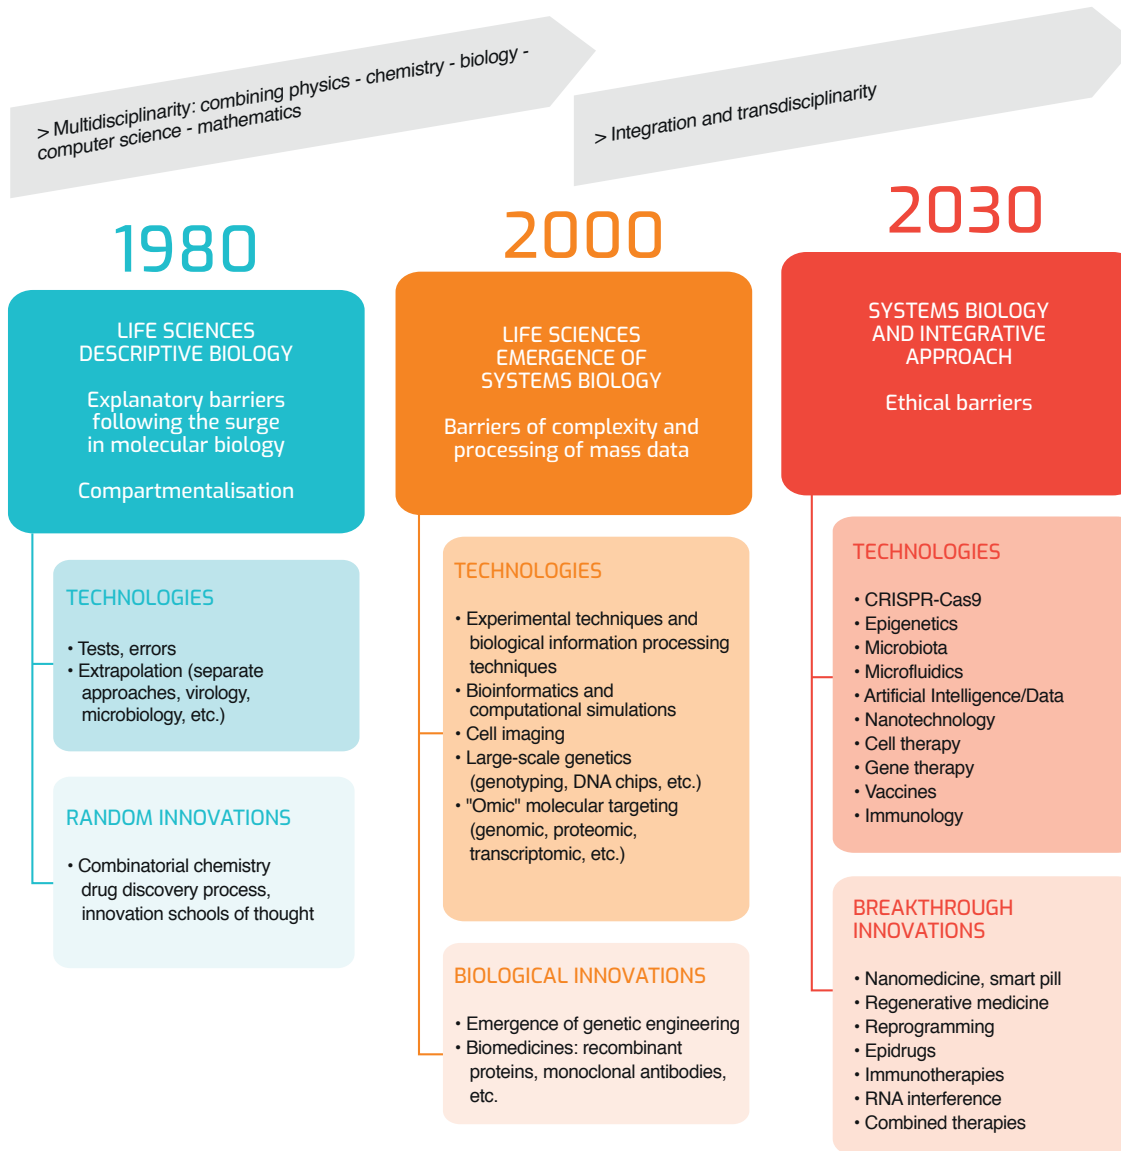 > Multidisciplinarity: combining physics - chemistry - biology -
computer science - mathematics
> Integration and transdisciplinarity
1980
LIFE SCIENCES
DESCRIPTIVE BIOLOGY
Explanatory barriers
following the surge
in molecular biology
Compartmentalisation
TECHNOLOGIES
• Tests, errors
• Extrapolation (separate
approaches, virology,
microbiology, etc.)
RANDOM INNOVATIONS
• Combinatorial chemistry
drug discovery process,
innovation schools of thought
2000
LIFE SCIENCES
EMERGENCE OF
SYSTEMS BIOLOGY
Barriers of complexity and
processing of mass data
TECHNOLOGIES
• Experimental techniques and
biological information processing
techniques
• Bioinformatics and
computational simulations
• Cell imaging
• Large-scale genetics
(genotyping, DNA chips, etc.)
• "Omic" molecular targeting
(genomic, proteomic,
transcriptomic, etc.)
BIOLOGICAL INNOVATIONS
• Emergence of genetic engineering
• Biomedicines: recombinant
proteins, monoclonal antibodies,
etc.
2030
SYSTEMS BIOLOGY
AND INTEGRATIVE
APPROACH
Ethical barriers
TECHNOLOGIES
• CRISPR-Cas9
• Epigenetics
• Microbiota
• Microfluidics
• Artificial Intelligence/Data
• Nanotechnology
• Cell therapy
• Gene therapy
• Vaccines
• Immunology
BREAKTHROUGH
INNOVATIONS
• Nanomedicine, smart pill
• Regenerative medicine
• Reprogramming
• Epidrugs
• Immunotherapies
• RNA interference
• Combined therapies